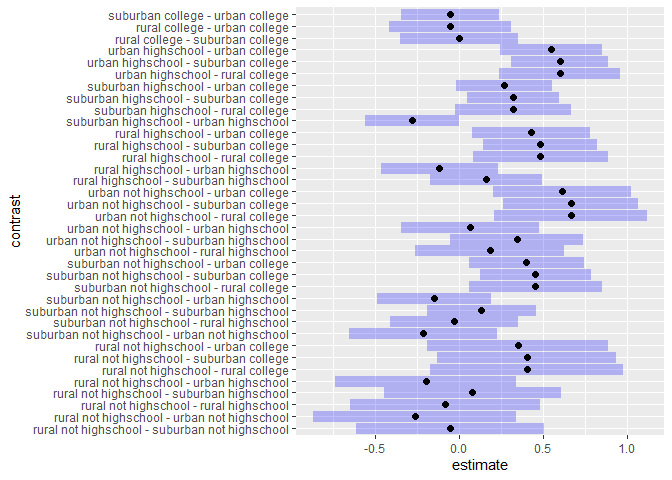 suburban college - urban college
rural college - urban college
rural college - suburban college
urban highschool - urban college
urban highschool - suburban college
urban highschool - rural college
suburban highschool - urban college
suburban highschool - suburban college
suburban highschool - rural college
suburban highschool - urban highschool
rural highschool - urban college
rural highschool - suburban college
rural highschool - rural college
rural highschool - urban highschool
rural highschool - suburban highschool
urban not highschool - urban college
urban not highschool - suburban college
urban not highschool - rural college
urban not highschool - urban highschool
urban not highschool - suburban highschool
urban not highschool - rural highschool
suburban not highschool - urban college
suburban not highschool - suburban college
suburban not highschool - rural college
suburban not highschool - urban highschool
suburban not highschool - suburban highschool
suburban not highschool - rural highschool
suburban not highschool - urban not highschool
rural not highschool - urban college
rural not highschool - suburban college
rural not highschool - rural college
rural not highschool - urban highschool
rural not highschool - suburban highschool
rural not highschool - rural highschool
rural not highschool - urban not highschool
rural not highschool - suburban not highschool
contrast
-0.5 0.0 0.5 1.0
estimate